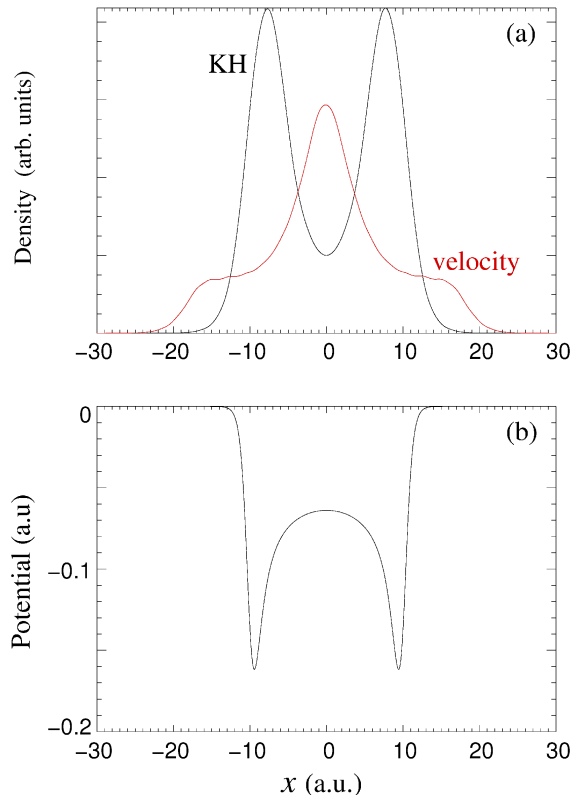 (a)
KH
Density (arb. units)
velocity
−30 −20 −10 0 10 20 30
0
(b)
−0.1
Potential (a.u)
−0.2
−30 −20 −10 0 10 20 30
x (a.u.)